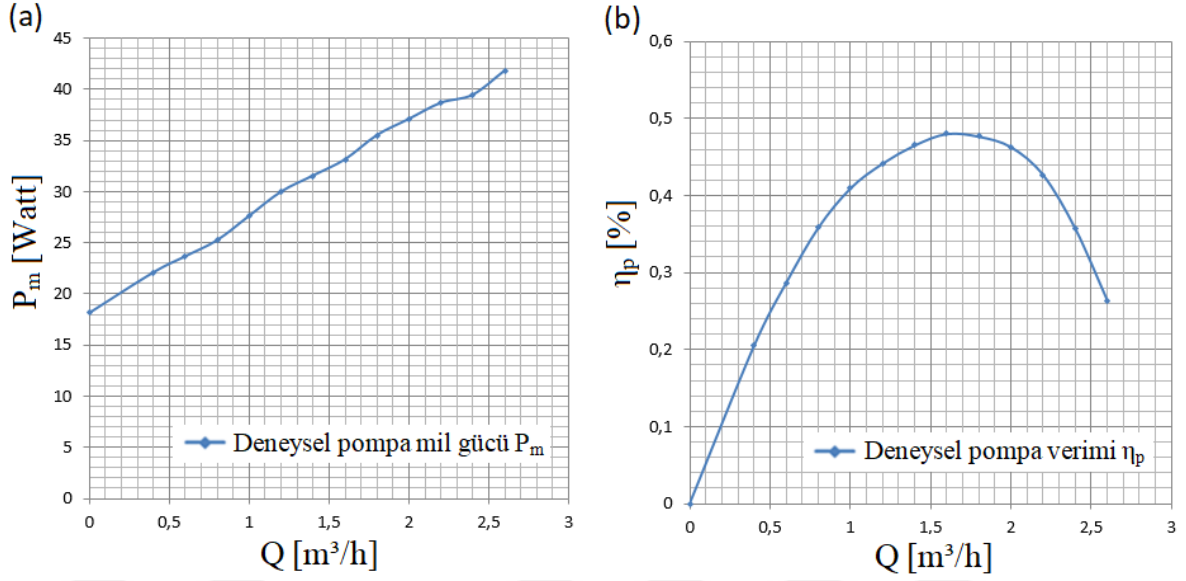 (a)
P_m [Watt]
45
40
35
30
25
20
15
10
5
0
0 0,5 1 1,5 2 2,5 3
Deneysel pompa mil gücü P_m
Q [m³/h]
(b)
η_p [%]
0,6
0,5
0,4
0,3
0,2
0,1
0
0 0,5 1 1,5 2 2,5 3
Deneysel pompa verimi η_p
Q [m³/h]